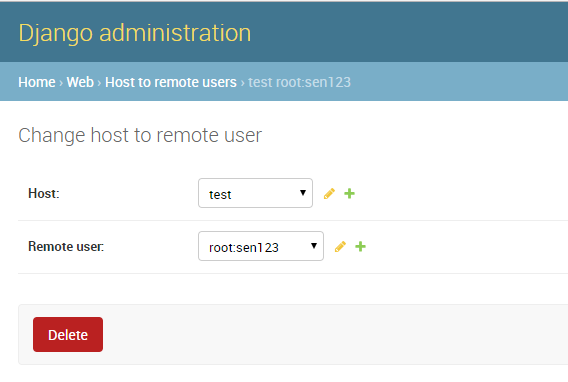 Django administration
Home › Web › Host to remote users › test root:sen123
Change host to remote user
Host: test
Remote user: root:sen123
Delete